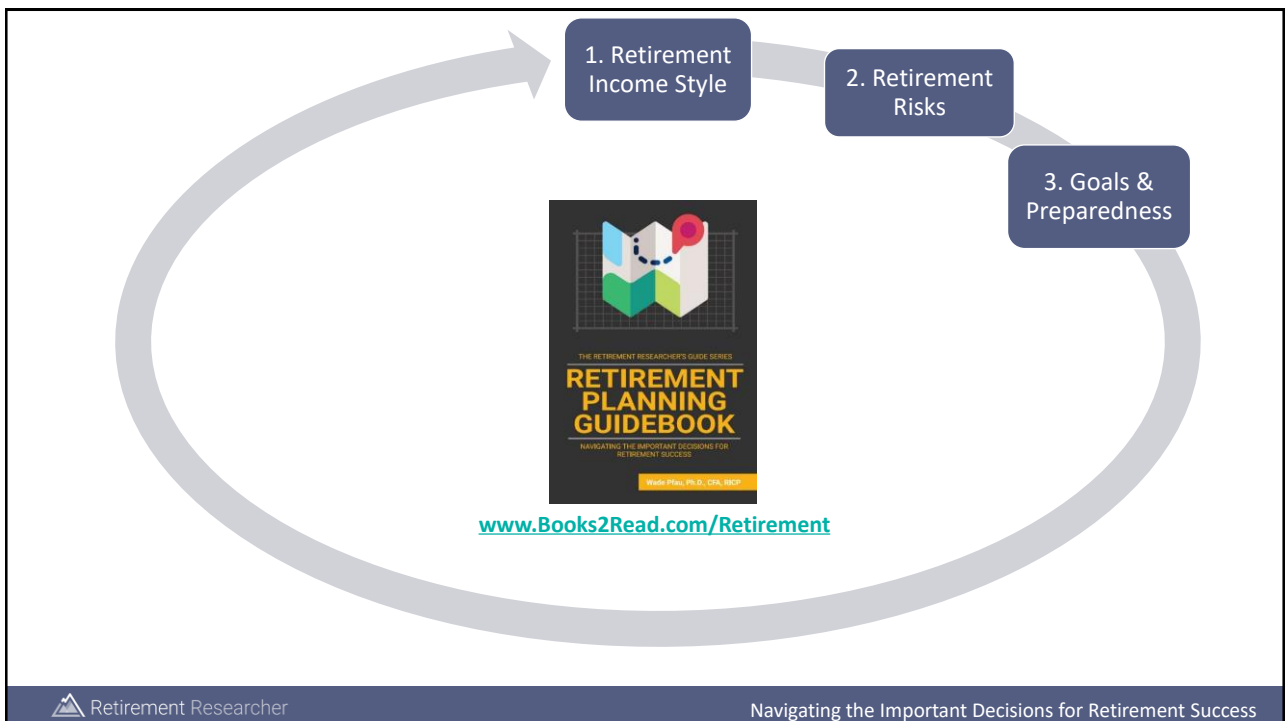 1. Retirement
Income Style
2. Retirement
Risks
3. Goals &
Preparedness
THE RETIREMENT RESEARCHER'S GUIDE SERIES
RETIREMENT
PLANNING
GUIDEBOOK
NAVIGATING THE IMPORTANT DECISIONS FOR
RETIREMENT SUCCESS
Wade Pfau, Ph.D., CFA, RICP
www.Books2Read.com/Retirement
Retirement Researcher
Navigating the Important Decisions for Retirement Success